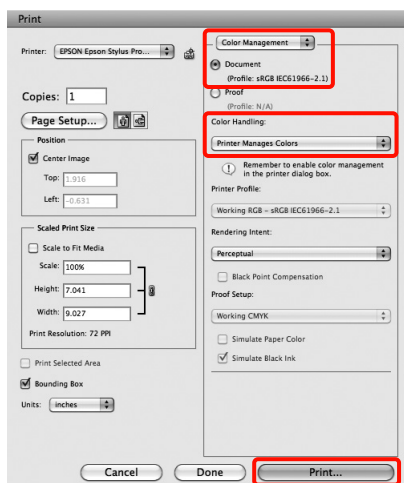 Print
Printer: EPSON Epson Stylus Pro...
Copies: 1
Page Setup...
Position
Center Image
Top: 1.916
Left: -0.631
Scaled Print Size
Scale to Fit Media
Scale: 100%
Height: 7.041
Width: 9.027
Print Resolution: 72 PPI
Print Selected Area
Bounding Box
Units: inches
Color Management
Document
(Profile: sRGB IEC61966-2.1)
Proof
(Profile: N/A)
Color Handling:
Printer Manages Colors
Remember to enable color management
in the printer dialog box.
Printer Profile:
Working RGB - sRGB IEC61966-2.1
Rendering Intent:
Perceptual
Black Point Compensation
Proof Setup:
Working CMYK
Simulate Paper Color
Simulate Black Ink
Cancel
Done
Print...